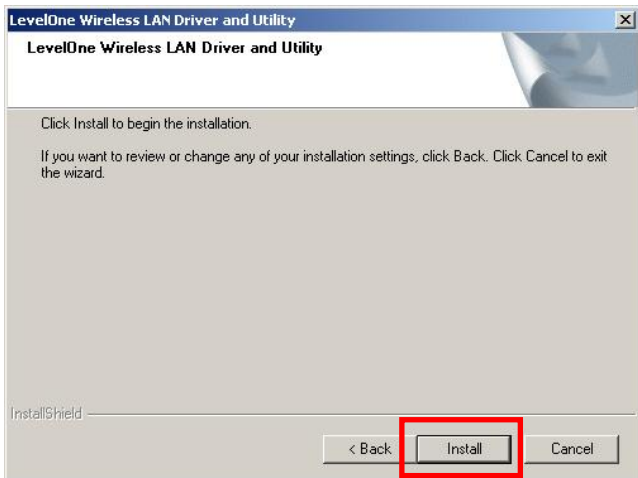 LevelOne Wireless LAN Driver and Utility
LevelOne Wireless LAN Driver and Utility
Click Install to begin the installation.
If you want to review or change any of your installation settings, click Back. Click Cancel to exit
the wizard.
InstallShield
< Back Install Cancel